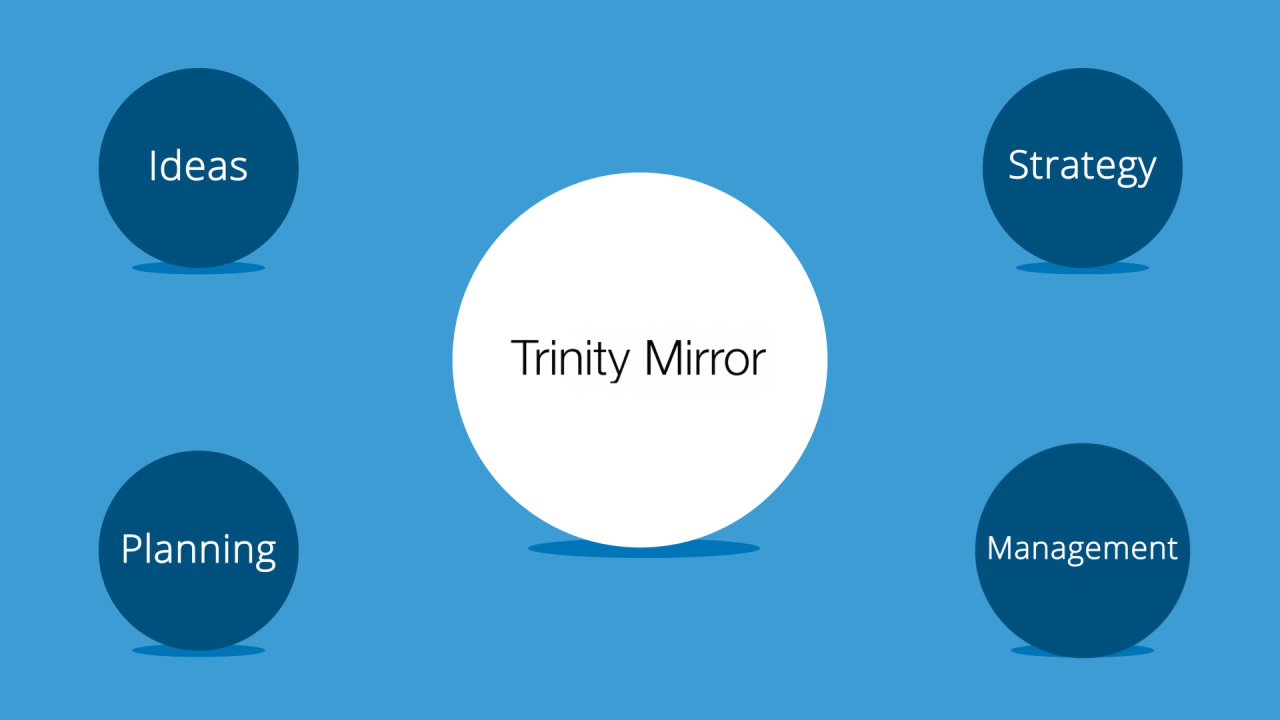 Ideas
Strategy
Trinity Mirror
Planning
Management